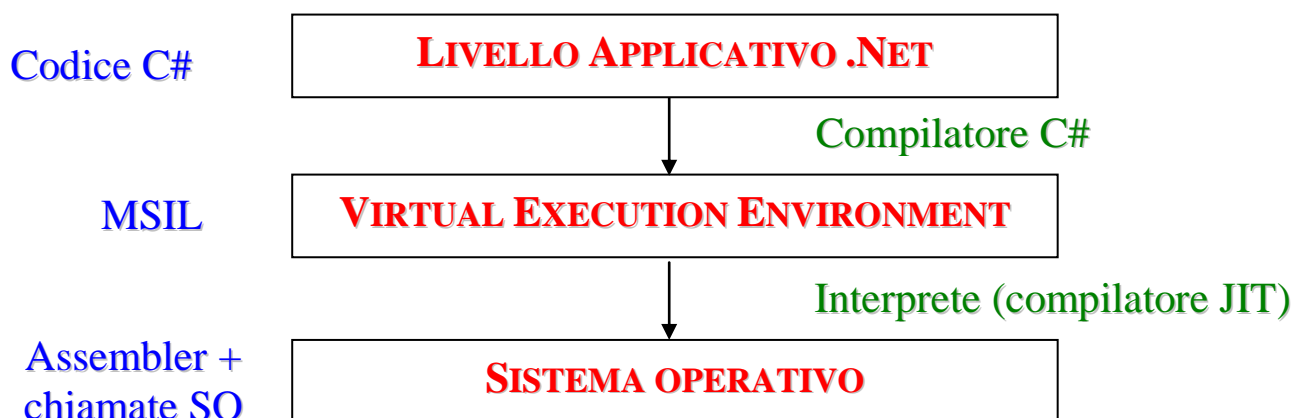 Codice C#
LIVELLO APPLICATIVO .NET
Compilatore C#
MSIL
VIRTUAL EXECUTION ENVIRONMENT
Interprete (compilatore JIT)
Assembler +
chiamate SO
SISTEMA OPERATIVO